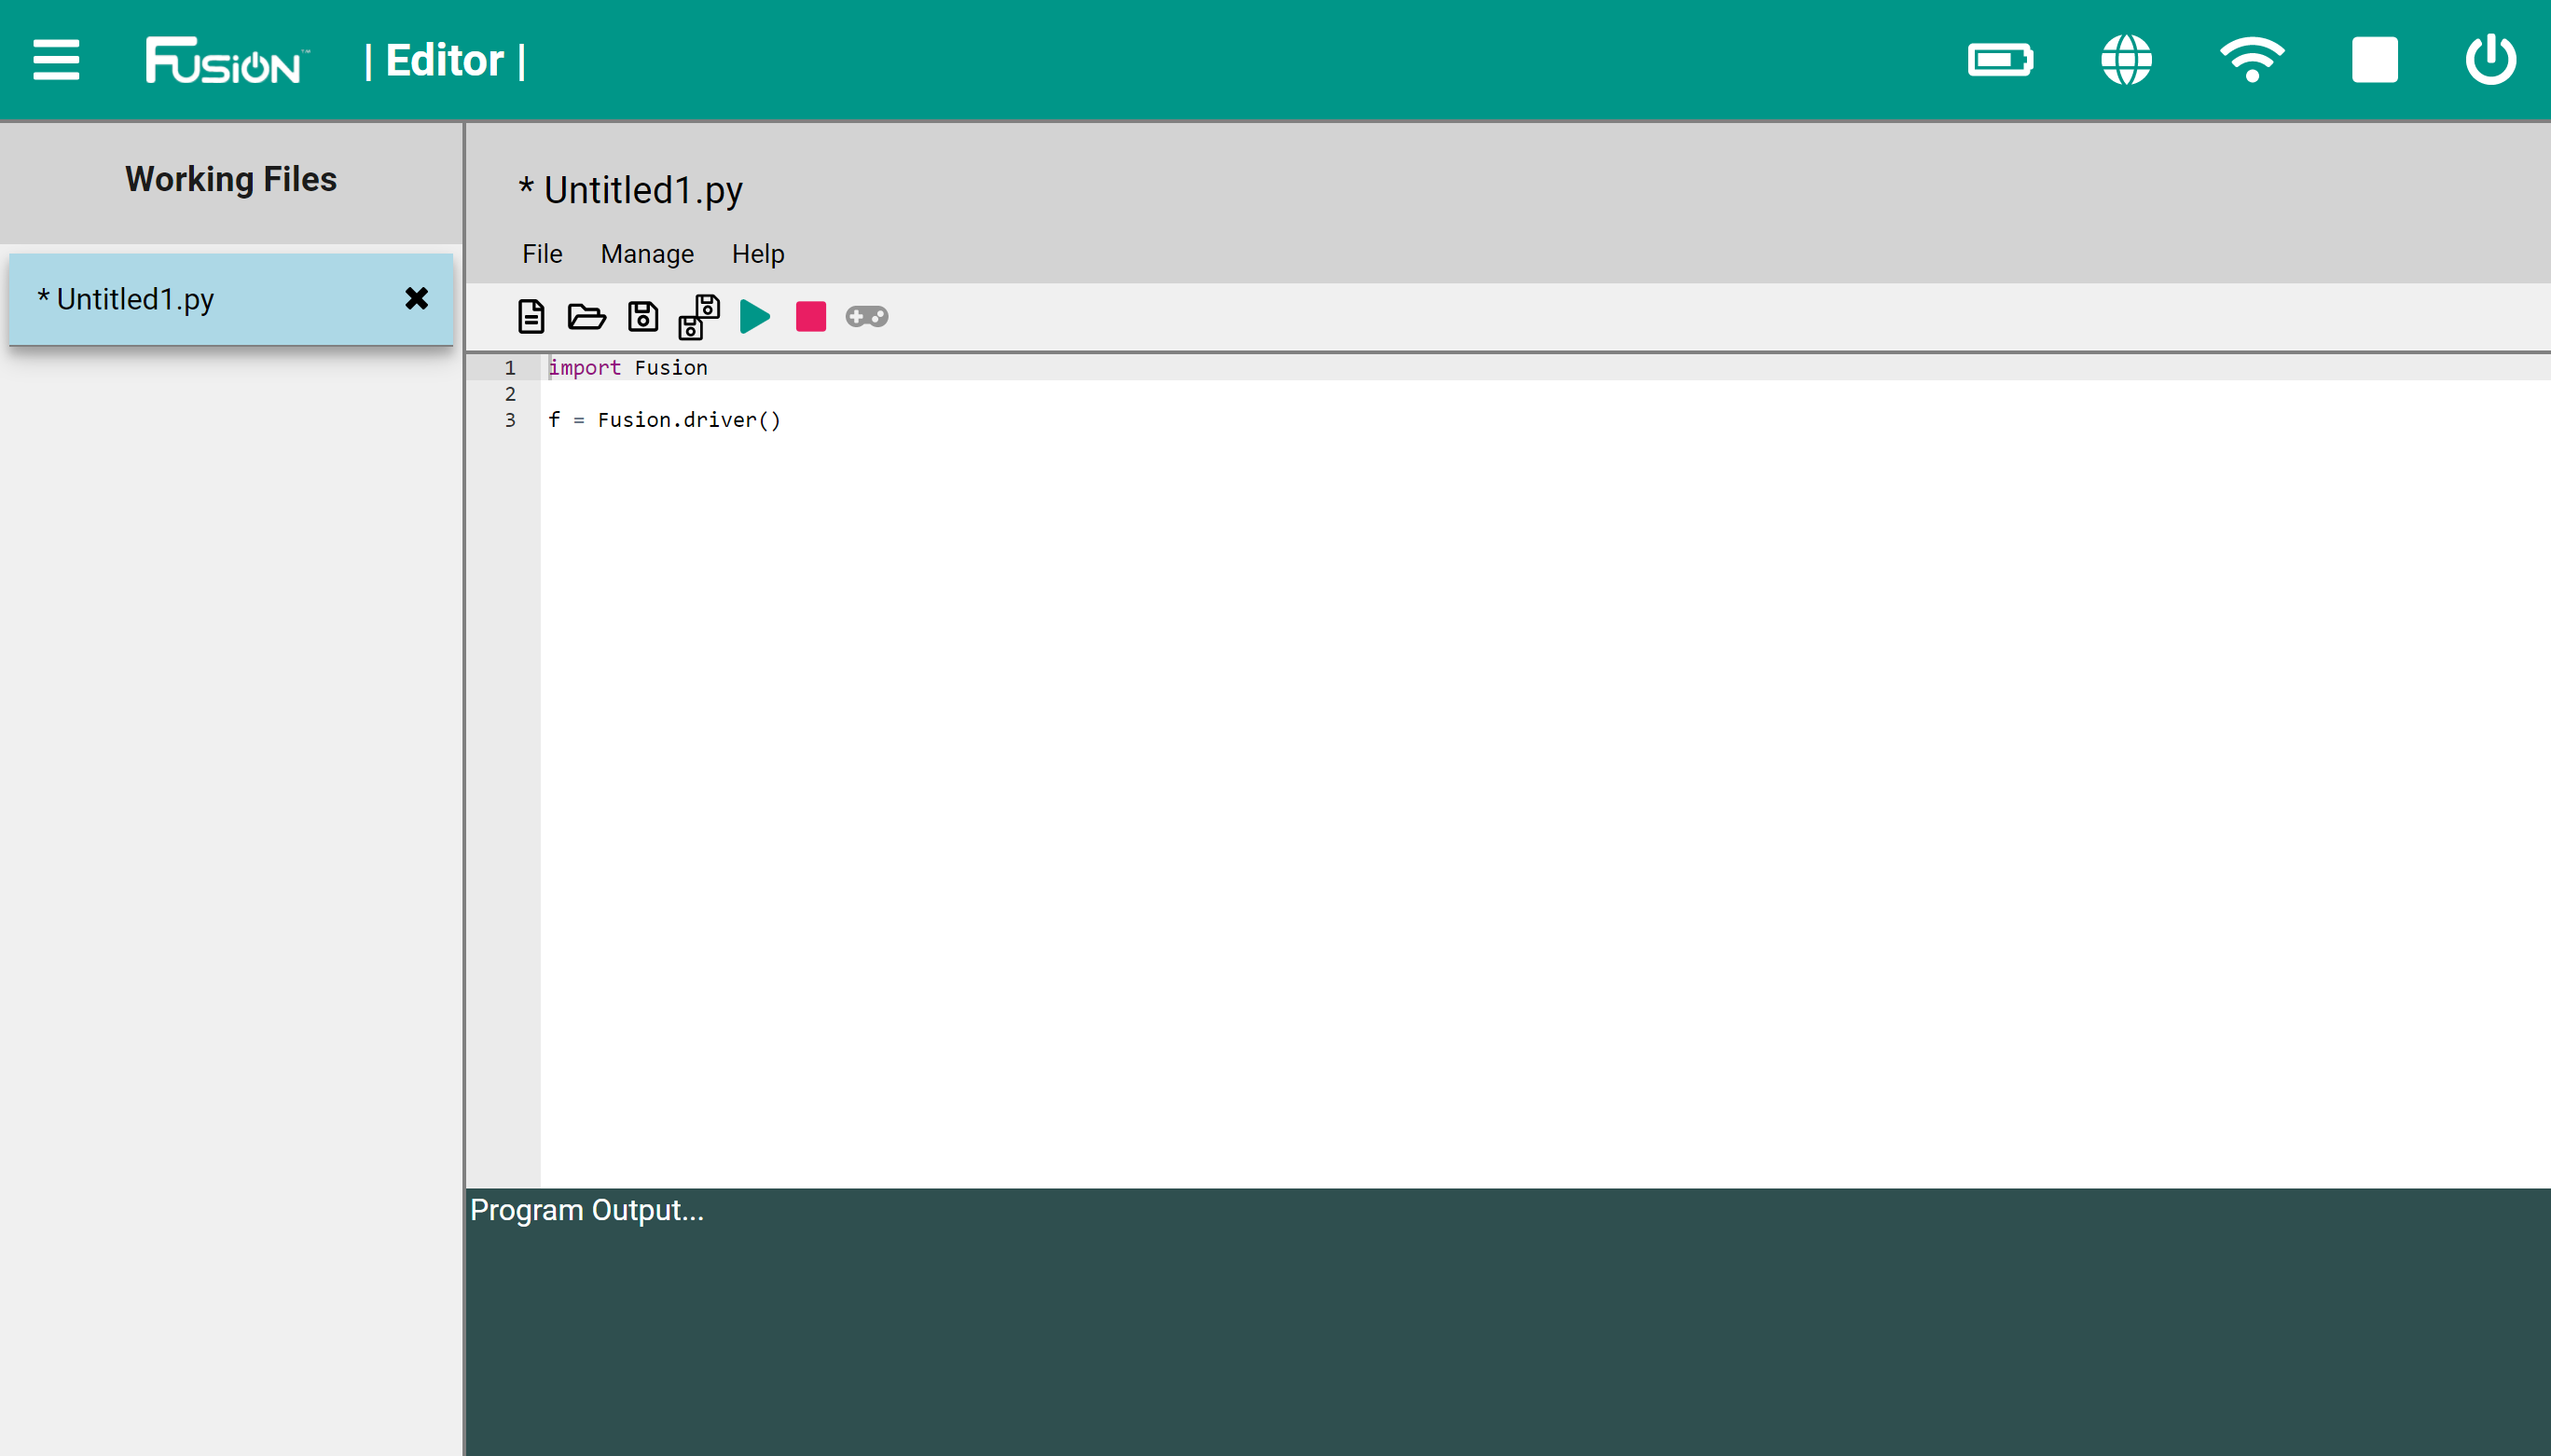 FUSiON™ | Editor |
Working Files
* Untitled1.py
* Untitled1.py
File Manage Help
1 import Fusion
2
3 f = Fusion.driver()
Program Output...